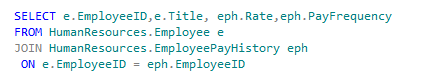 SELECT e.EmployeeID,e.Title, eph.Rate,eph.PayFrequency
FROM HumanResources.Employee e
JOIN HumanResources.EmployeePayHistory eph
ON e.EmployeeID = eph.EmployeeID